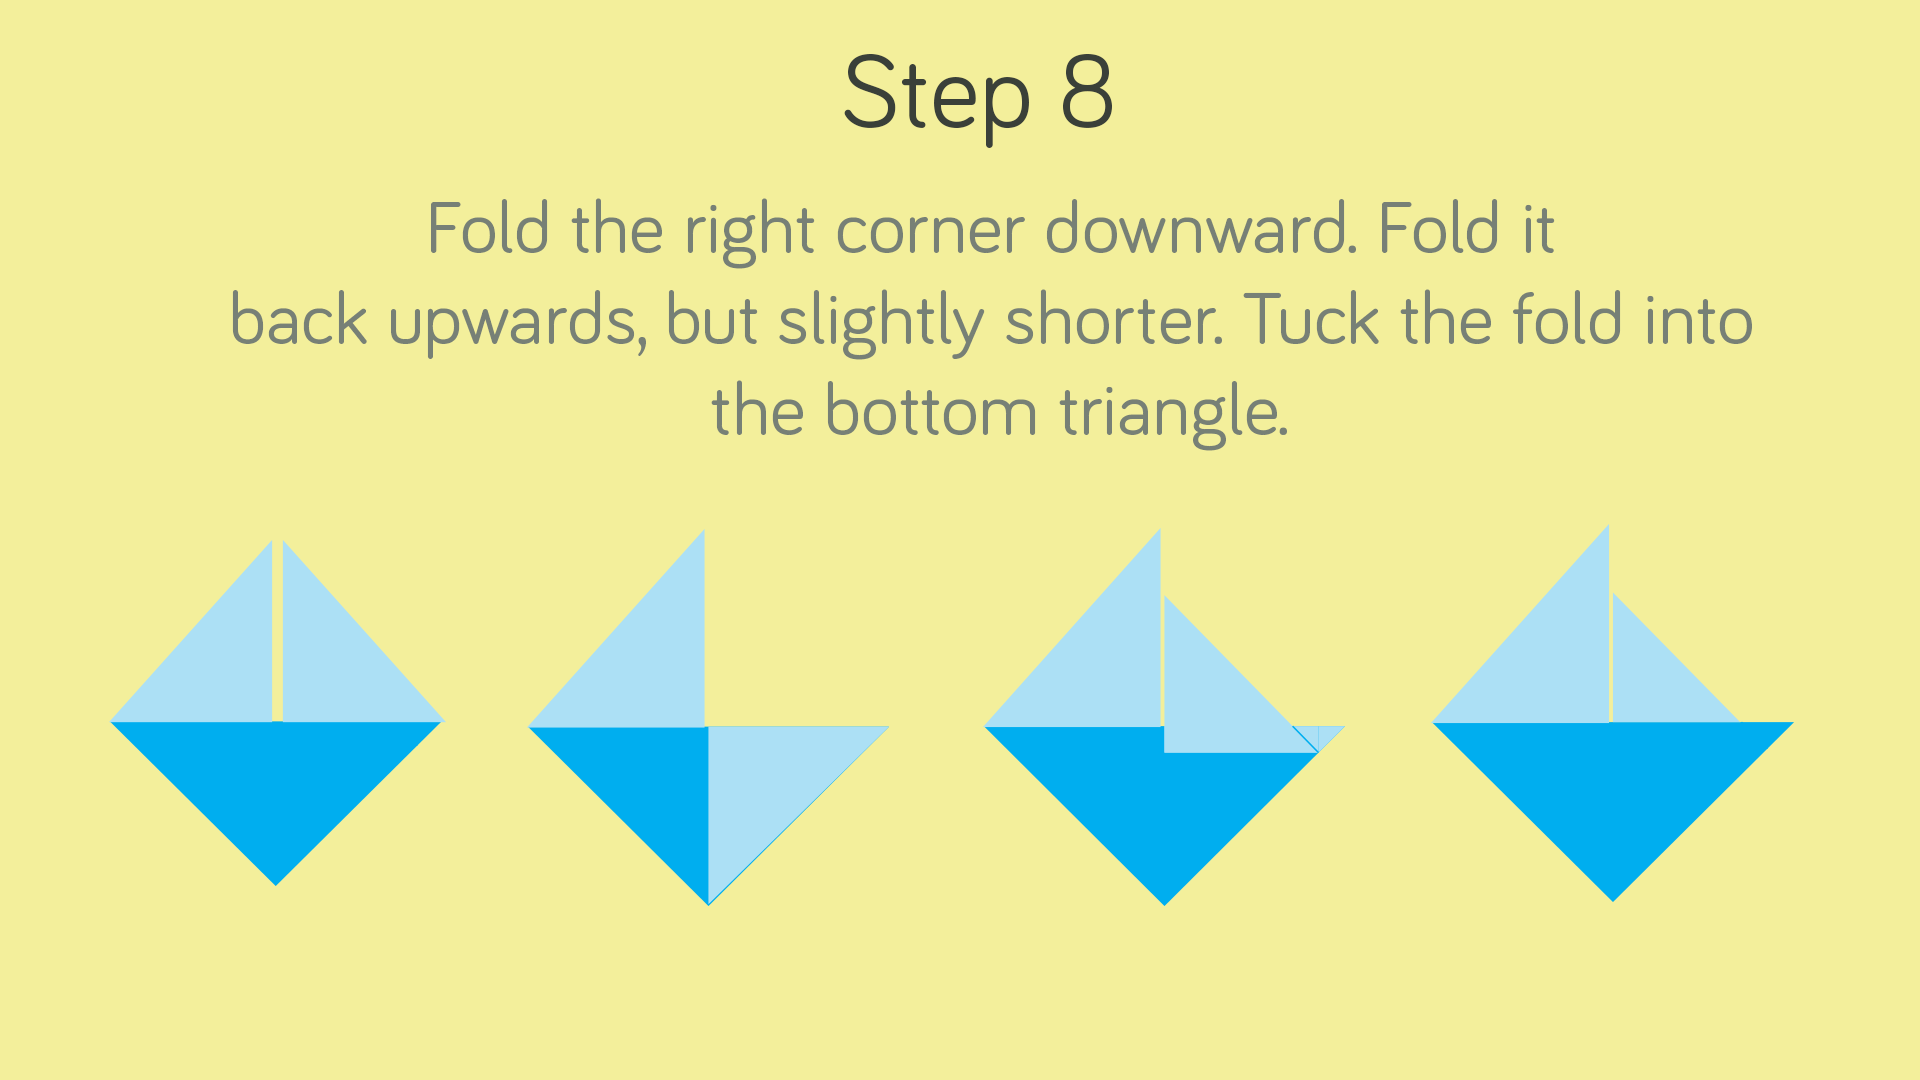 Step 8
Fold the right corner downward. Fold it
back upwards, but slightly shorter. Tuck the fold into
the bottom triangle.